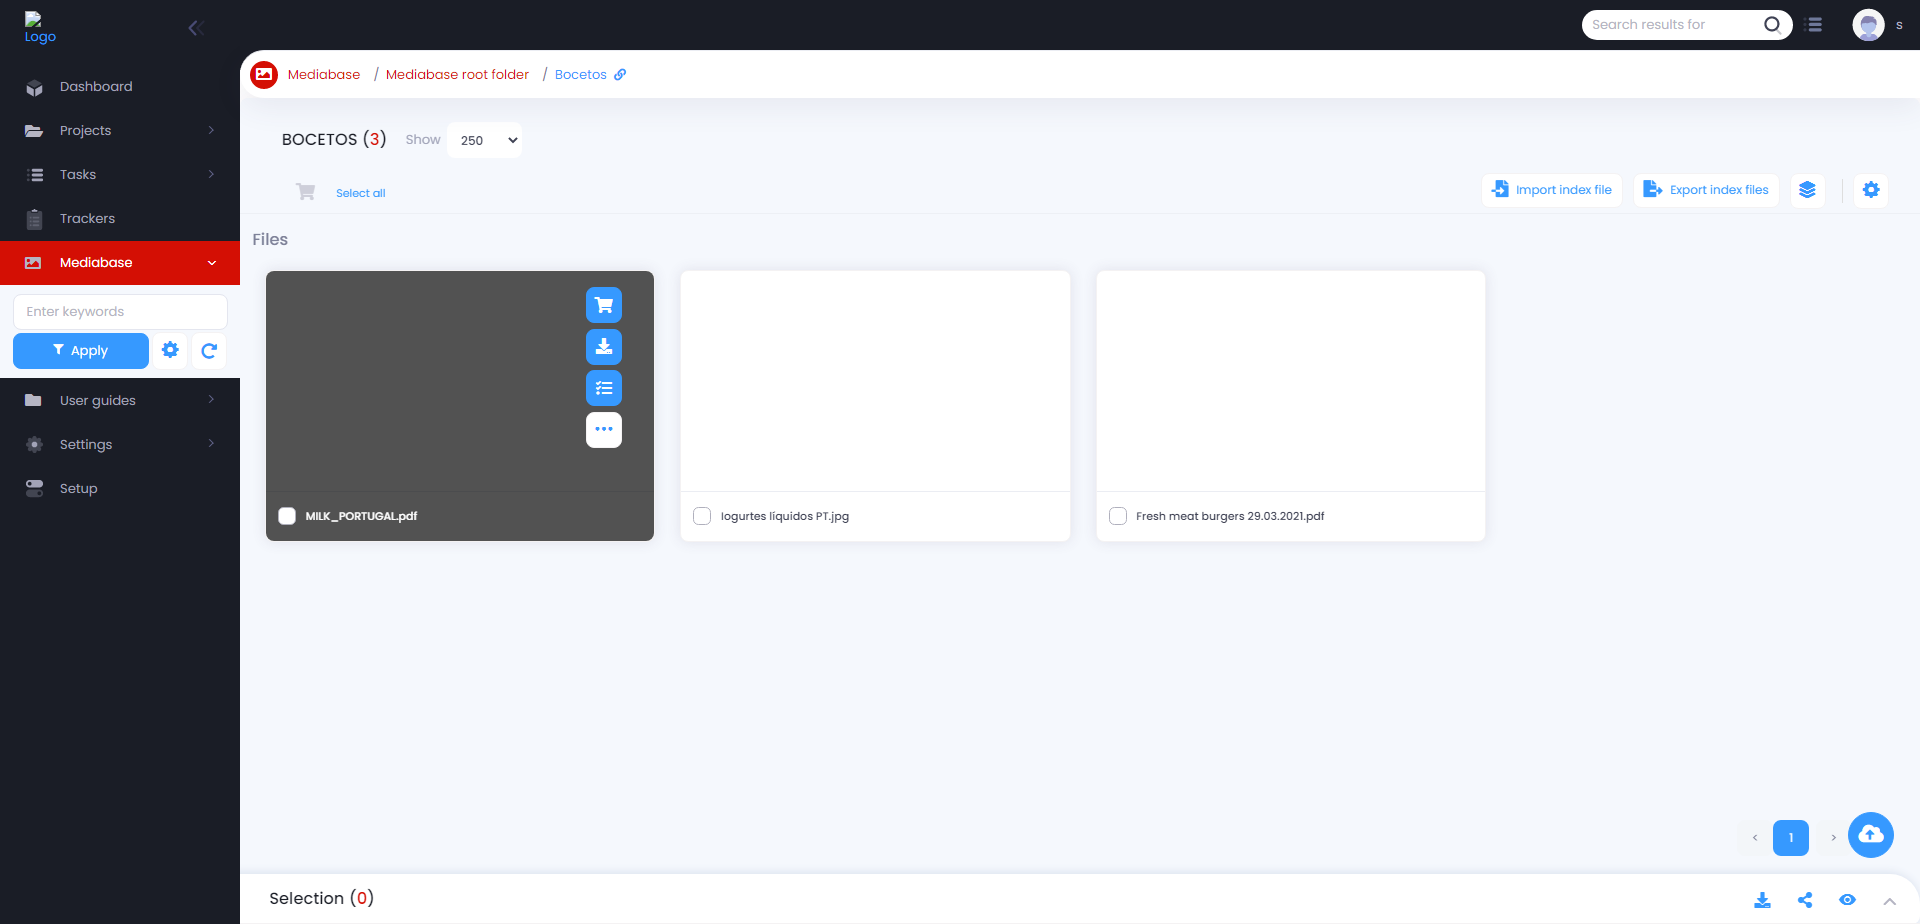 Logo
Search results for
s
Dashboard
Projects
Tasks
Trackers
Mediabase
Enter keywords
Apply
User guides
Settings
Setup
Mediabase / Mediabase root folder / Bocetos
BOCETOS (3) Show 250
Select all
Import index file
Export index files
Files
MILK_PORTUGAL.pdf
Iogurtes líquidos PT.jpg
Fresh meat burgers 29.03.2021.pdf
‹ 1 ›
Selection (0)